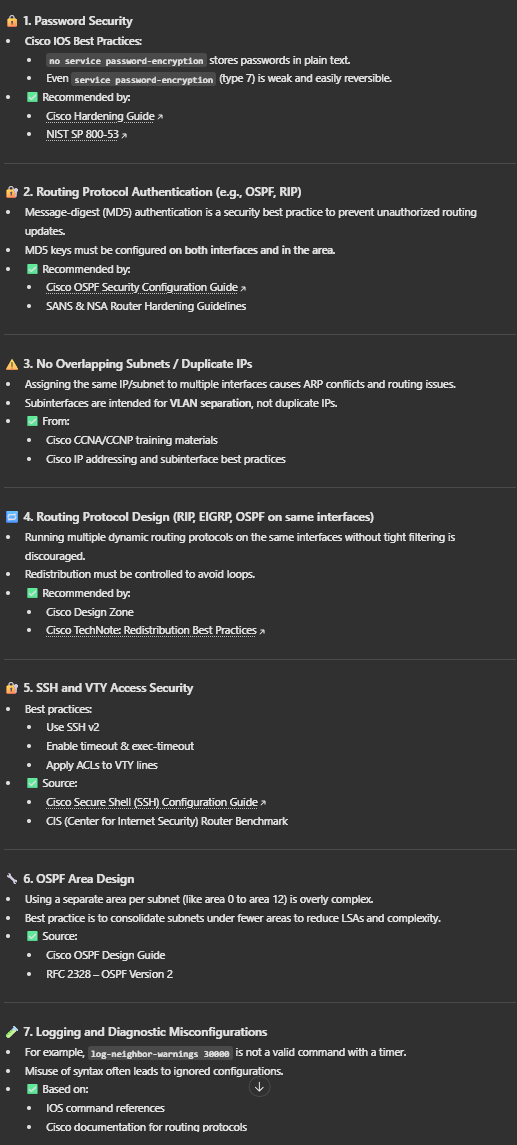 1. Password Security
Cisco IOS Best Practices:
no service password-encryption stores passwords in plain text.
Even service password-encryption (type 7) is weak and easily reversible.
Recommended by:
Cisco Hardening Guide
NIST SP 800-53
2. Routing Protocol Authentication (e.g., OSPF, RIP)
Message-digest (MD5) authentication is a security best practice to prevent unauthorized routing
updates.
MD5 keys must be configured on both interfaces and in the area.
Recommended by:
Cisco OSPF Security Configuration Guide
SANS & NSA Router Hardening Guidelines
3. No Overlapping Subnets / Duplicate IPs
Assigning the same IP/subnet to multiple interfaces causes ARP conflicts and routing issues.
Subinterfaces are intended for VLAN separation, not duplicate IPs.
From:
Cisco CCNA/CCNP training materials
Cisco IP addressing and subinterface best practices
4. Routing Protocol Design (RIP, EIGRP, OSPF on same interfaces)
Running multiple dynamic routing protocols on the same interfaces without tight filtering is
discouraged.
Redistribution must be controlled to avoid loops.
Recommended by:
Cisco Design Zone
Cisco TechNote: Redistribution Best Practices
5. SSH and VTY Access Security
Best practices:
Use SSH v2
Enable timeout & exec-timeout
Apply ACLs to VTY lines
Source:
Cisco Secure Shell (SSH) Configuration Guide
CIS (Center for Internet Security) Router Benchmark
6. OSPF Area Design
Using a separate area per subnet (like area 0 to area 12) is overly complex.
Best practice is to consolidate subnets under fewer areas to reduce LSAs and complexity.
Source:
Cisco OSPF Design Guide
RFC 2328 – OSPF Version 2
7. Logging and Diagnostic Misconfigurations
For example, log-neighbor-warnings 30000 is not a valid command with a timer.
Misuse of syntax often leads to ignored configurations.
Based on:
IOS command references
Cisco documentation for routing protocols